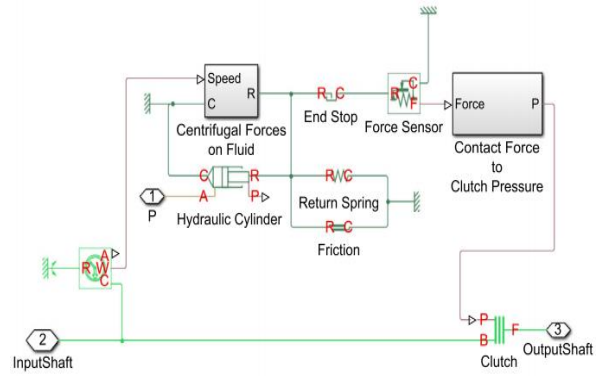 Speed
C
R
Centrifugal Forces
on Fluid
R C
End Stop
R
C
F
Force Sensor
Force
P
Contact Force
to
Clutch Pressure
C
R
A
P
Hydraulic Cylinder
1
P
R C
Return Spring
R C
Friction
A
R W
C
2
InputShaft
P
B
F
Clutch
3
OutputShaft